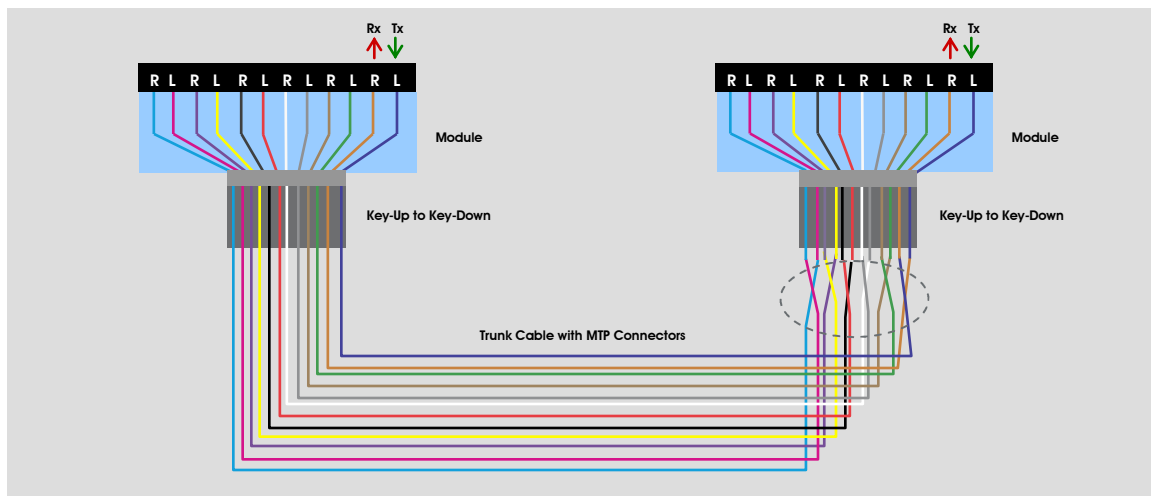 Rx Tx
Rx Tx
R L R L R L R L R L R L
R L R L R L R L R L R L
Module
Module
Key-Up to Key-Down
Key-Up to Key-Down
Trunk Cable with MTP Connectors